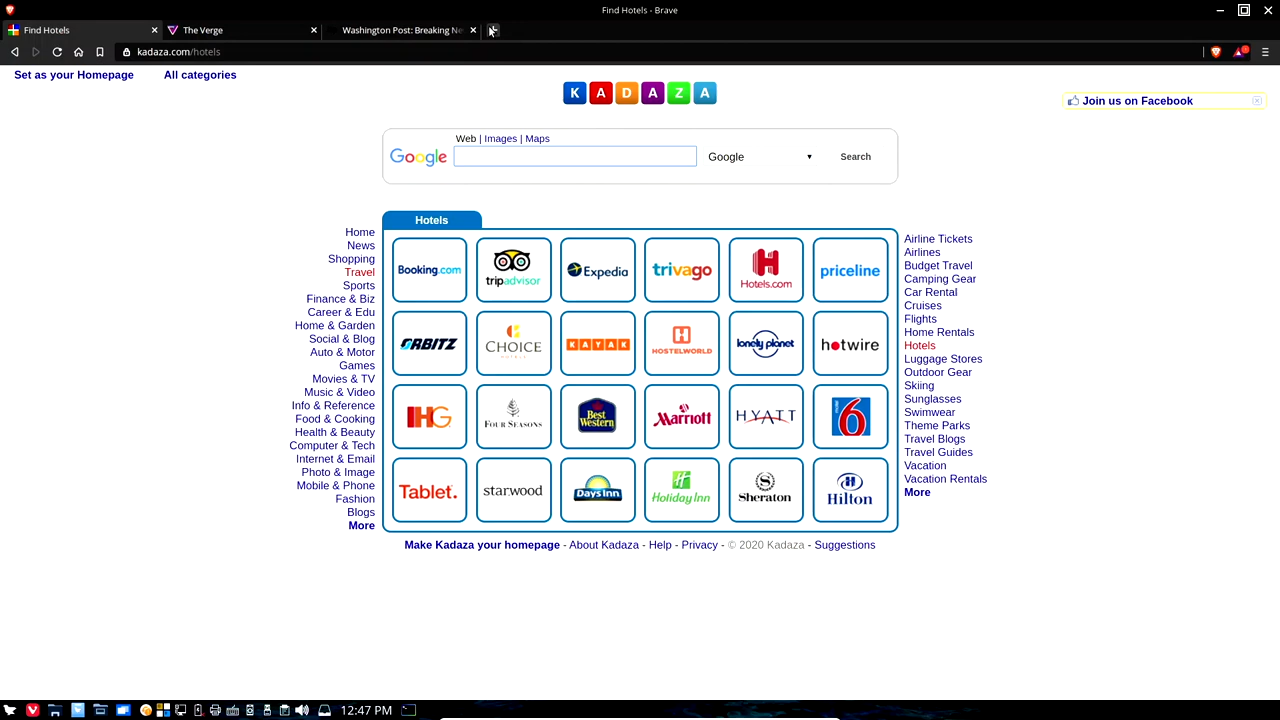 Find Hotels - Brave
Find Hotels
The Verge
Washington Post: Breaking Ne
kadaza.com/hotels
Set as your Homepage
All categories
K A D A Z A
Join us on Facebook
Web | Images | Maps
Google
Google
Search
Hotels
Home
News
Shopping
Travel
Sports
Finance & Biz
Career & Edu
Home & Garden
Social & Blog
Auto & Motor
Games
Movies & TV
Music & Video
Info & Reference
Food & Cooking
Health & Beauty
Computer & Tech
Internet & Email
Photo & Image
Mobile & Phone
Fashion
Blogs
More
Booking.com
tripadvisor
Expedia
trivago
H
Hotels.com
priceline
ORBITZ
C
CHOICE
HOTELS
KAYAK
H
HOSTELWORLD
lonely planet
hotwire
IHG
FOUR SEASONS
BEST WESTERN
Marriott
HYATT
6
Tablet.
starwood
Days Inn
H
Holiday Inn
S
Sheraton
H
Hilton
Airline Tickets
Airlines
Budget Travel
Camping Gear
Car Rental
Cruises
Flights
Home Rentals
Hotels
Luggage Stores
Outdoor Gear
Skiing
Sunglasses
Swimwear
Theme Parks
Travel Blogs
Travel Guides
Vacation
Vacation Rentals
More
Make Kadaza your homepage - About Kadaza - Help - Privacy - © 2020 Kadaza - Suggestions
12:47 PM